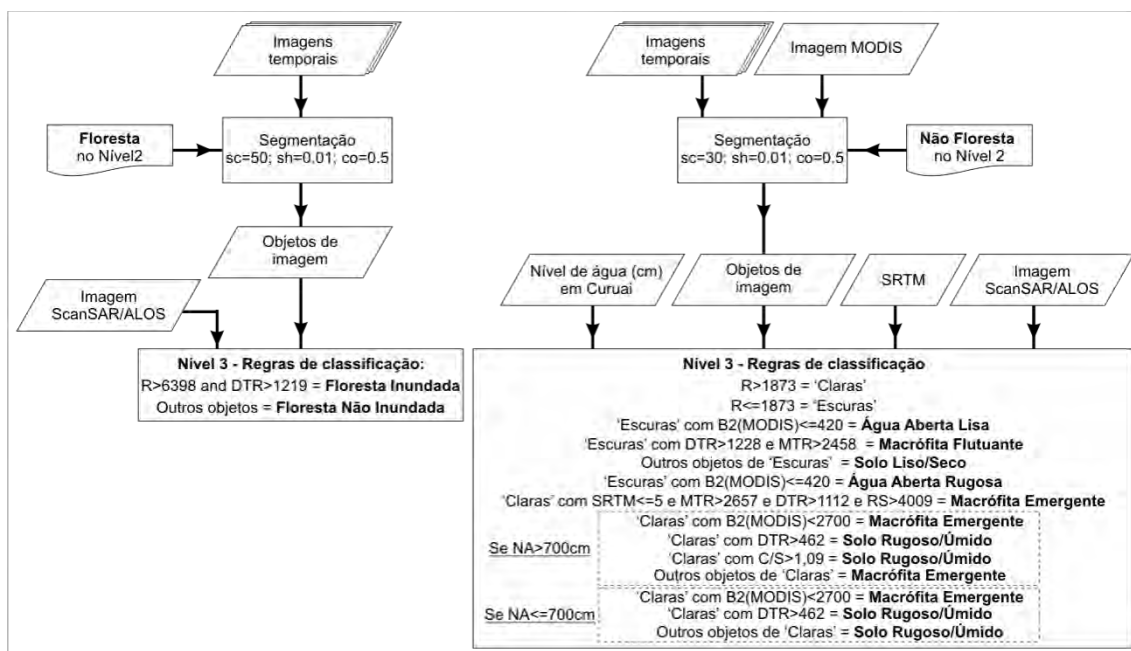 Imagens
temporais
Floresta
no Nível2
Segmentação
sc=50; sh=0.01; co=0.5
Objetos de
imagem
Imagem
ScanSAR/ALOS
Nível 3 - Regras de classificação:
R>6398 and DTR>1219 = Floresta Inundada
Outros objetos = Floresta Não Inundada
Imagens
temporais
Imagem MODIS
Segmentação
sc=30; sh=0.01; co=0.5
Não Floresta
no Nível 2
Nível de água (cm)
em Curuai
Objetos de
imagem
SRTM
Imagem
ScanSAR/ALOS
Nível 3 - Regras de classificação
R>1873 = ‘Claras’
R<=1873 = ‘Escuras’
‘Escuras’ com B2(MODIS)<=420 = Água Aberta Lisa
‘Escuras’ com DTR>1228 e MTR>2458 = Macrófita Flutuante
Outros objetos de ‘Escuras’ = Solo Liso/Seco
‘Escuras’ com B2(MODIS)<=420 = Água Aberta Rugosa
‘Claras’ com SRTM<=5 e MTR>2657 e DTR>1112 e RS>4009 = Macrófita Emergente
Se NA>700cm
‘Claras’ com B2(MODIS)<2700 = Macrófita Emergente
‘Claras’ com DTR>462 = Solo Rugoso/Úmido
‘Claras’ com C/S>1,09 = Solo Rugoso/Úmido
Outros objetos de ‘Claras’ = Macrófita Emergente
Se NA<=700cm
‘Claras’ com B2(MODIS)<2700 = Macrófita Emergente
‘Claras’ com DTR>462 = Solo Rugoso/Úmido
Outros objetos de ‘Claras’ = Solo Rugoso/Úmido